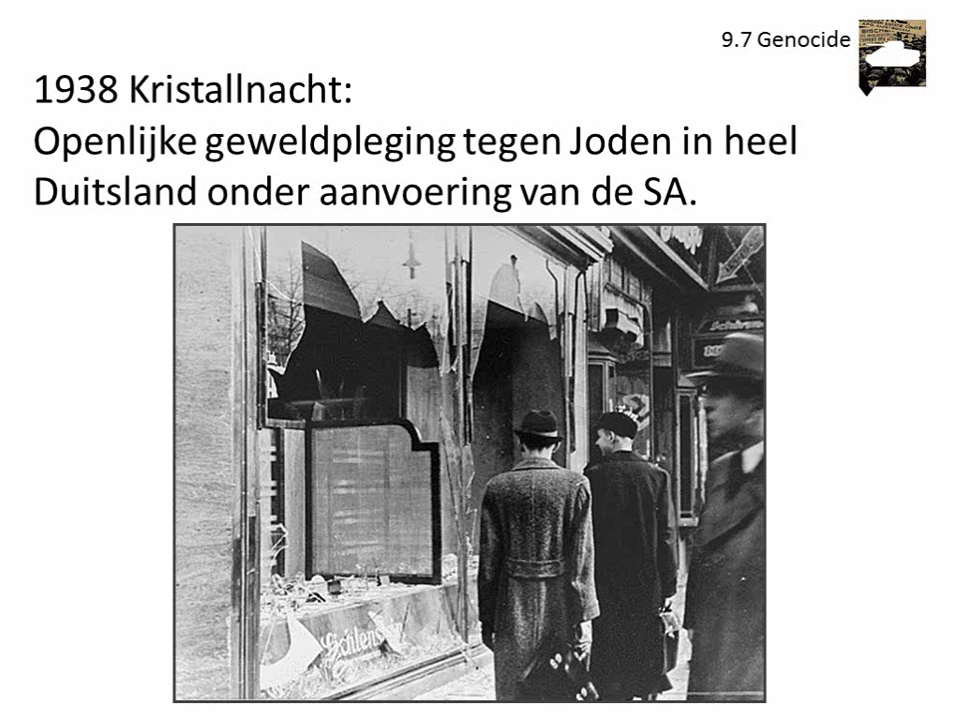 9.7 Genocide
1938 Kristallnacht:
Openlijke geweldpleging tegen Joden in heel
Duitsland onder aanvoering van de SA.